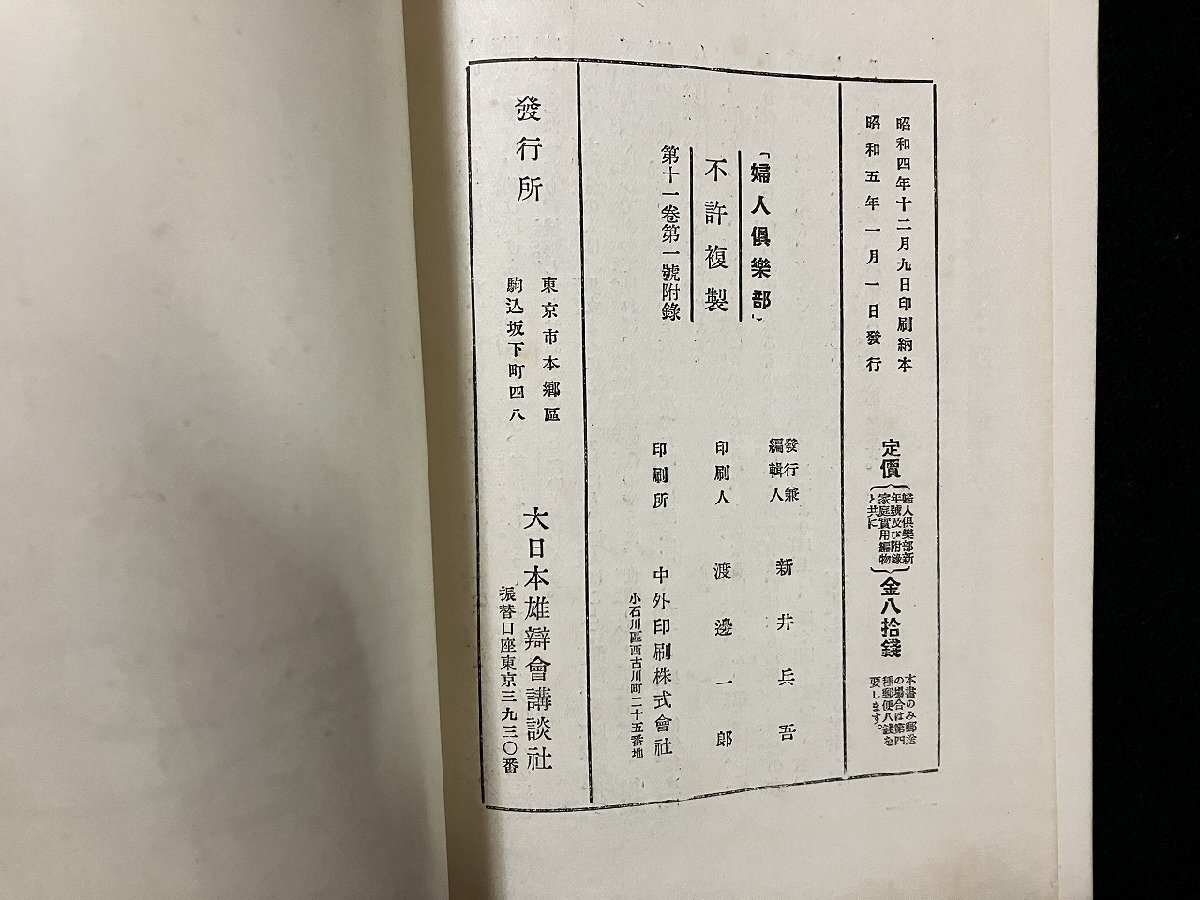 昭和四年十二月九日印刷納本
昭和五年一月一日發行
定價
婦人倶樂部新
年號及び附錄
家庭實用編物
と共に
金八拾錢
本書のみ郵送
の場合は第四
種郵便八錢を
要します。
「婦人倶樂部」
不許複製
第十一卷第一號附錄
發行兼
編輯人
新井兵吾
印刷人
渡邊一郎
印刷所
中外印刷株式會社
小石川區西古川町二十五番地
發行所
東京市本鄉區
駒込坂下町四八
大日本雄辯會講談社
振替口座東京三九三〇番